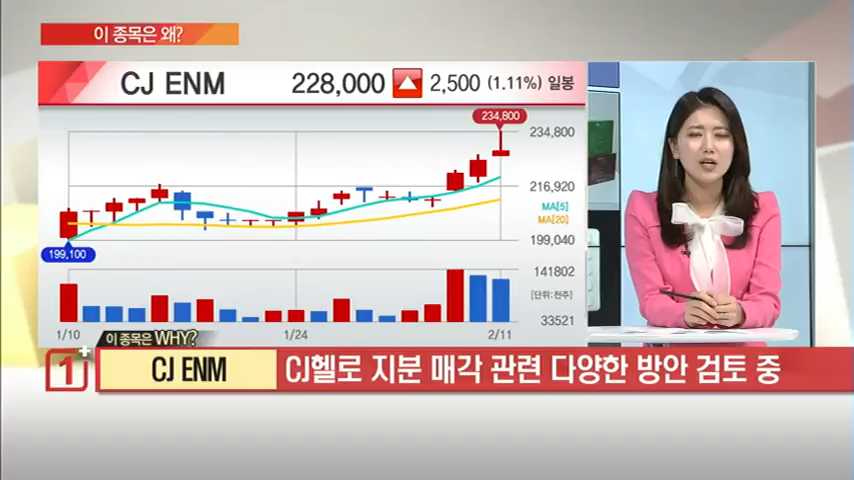 이 종목은 왜?
CJ ENM 228,000 2,500 (1.11%) 일봉
234,800
234,800
216,920
MA[5]
MA[20]
199,040
199,100
141802
[단위:천주]
33521
1/10 1/24 2/11
이 종목은 WHY?
1+ CJ ENM CJ헬로 지분 매각 관련 다양한 방안 검토 중